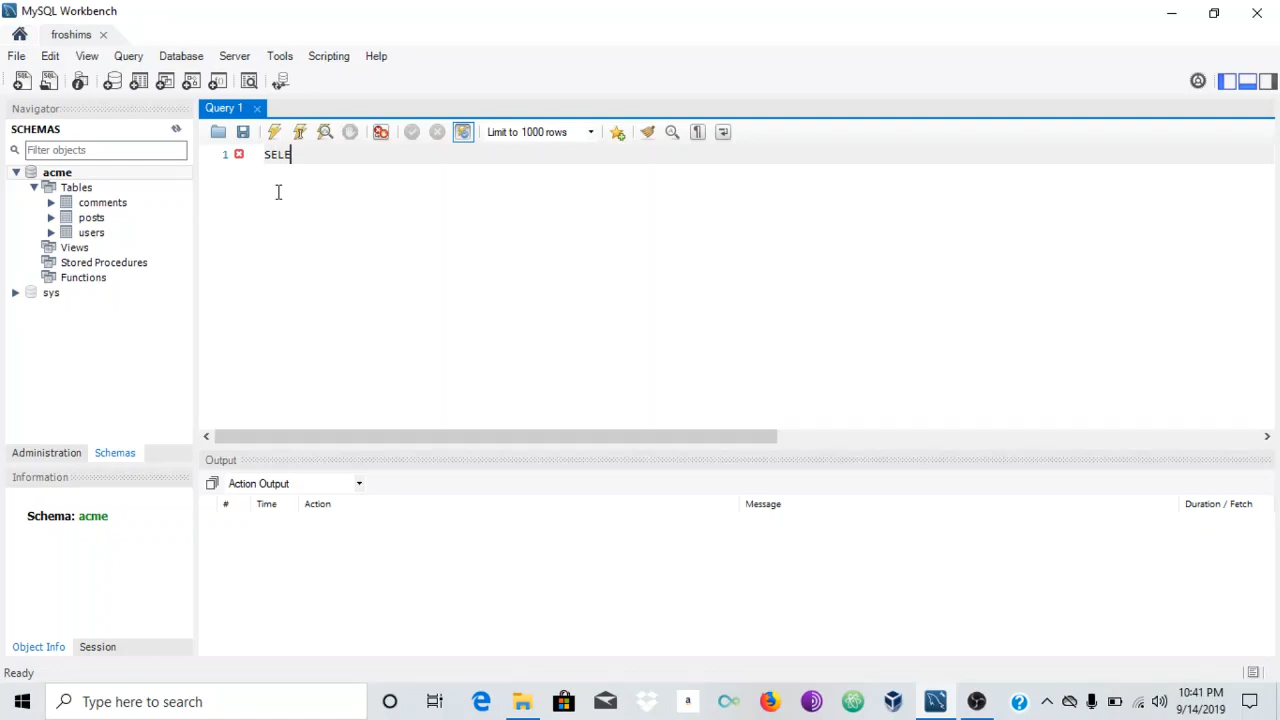 MySQL Workbench
froshims
File Edit View Query Database Server Tools Scripting Help
Navigator
Query 1
SCHEMAS
Limit to 1000 rows
Filter objects
1 SELE
acme
Tables
comments
posts
users
Views
Stored Procedures
Functions
sys
Administration Schemas
Output
Information
Action Output
# Time Action Message Duration / Fetch
Schema: acme
Object Info Session
Ready
Type here to search
10:41 PM
9/14/2019